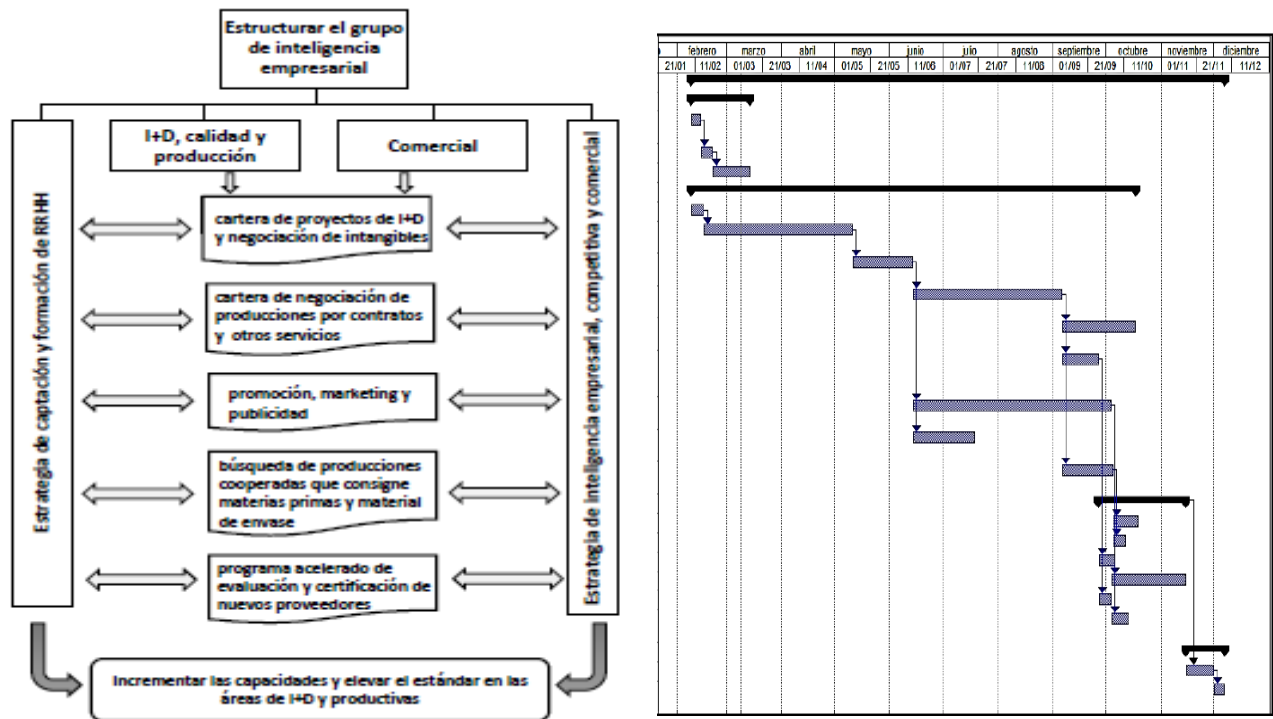 Estructurar el grupo
de inteligencia
empresarial
I+D, calidad y
producción
Comercial
Estrategia de captación y formación de RRHH
cartera de proyectos de I+D
y negociación de intangibles
cartera de negociación de
producciones por contratos
y otros servicios
promoción, marketing y
publicidad
búsqueda de producciones
cooperadas que consigne
materias primas y material
de envase
programa acelerado de
evaluación y certificación de
nuevos proveedores
Estrategia de inteligencia empresarial, competitiva y comercial
Incrementar las capacidades y elevar el estándar en las
áreas de I+D y productivas
febrero marzo abril mayo junio julio agosto septiembre octubre noviembre diciembre
21/01 11/02 01/03 21/03 11/04 01/05 21/05 11/06 01/07 21/07 11/08 01/09 21/09 11/10 01/11 21/11 11/12